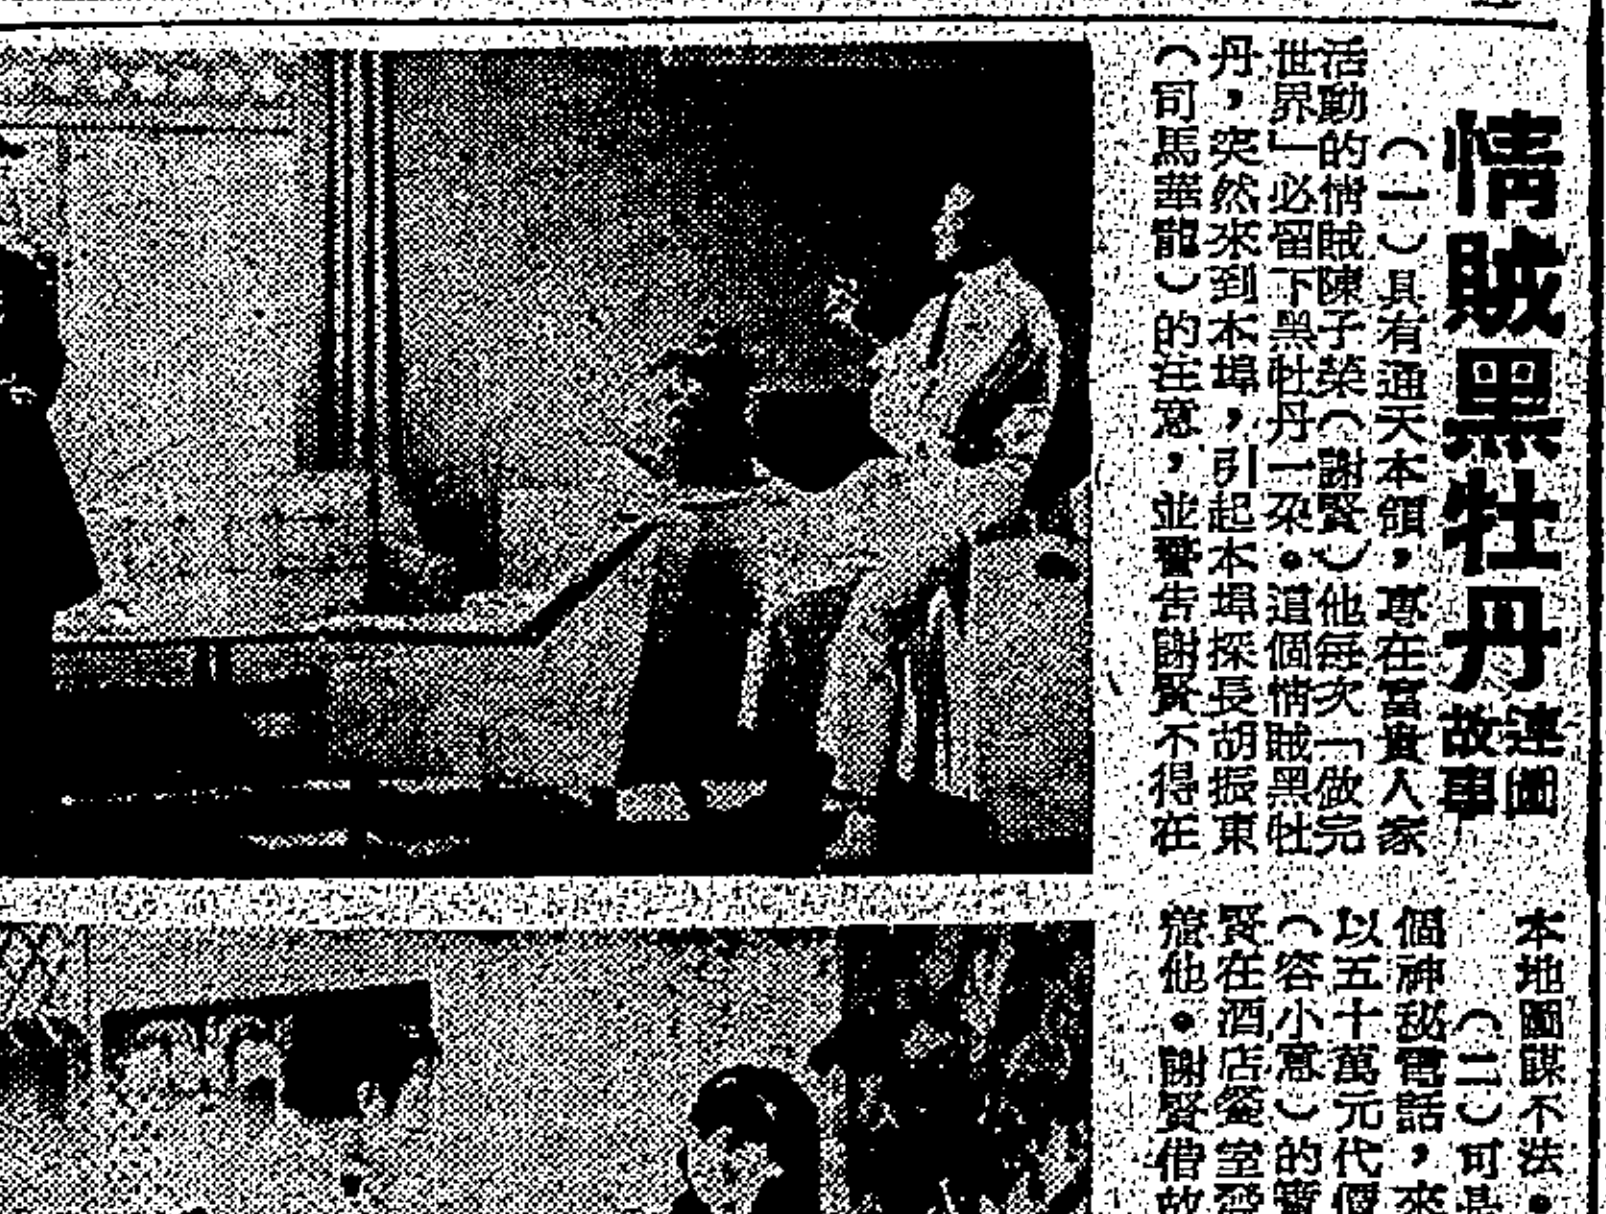 情賊黑牡丹
連圖
故事
（一）具有通天本領，專在富貴人家
活動的情賊陳子榮（謝賢）他每次「做完
世界」必留下黑牡丹一朶。這個情賊黑牡
丹，突然來到本埠，引起本埠探長胡振東
（司馬華龍）的注意，並警告謝賢不得在
本地圖謀不法。
（二）可是
個神秘電話，來
以五十萬元代價
（容小意）的寶
賢在酒店餐室
他。謝賢借故